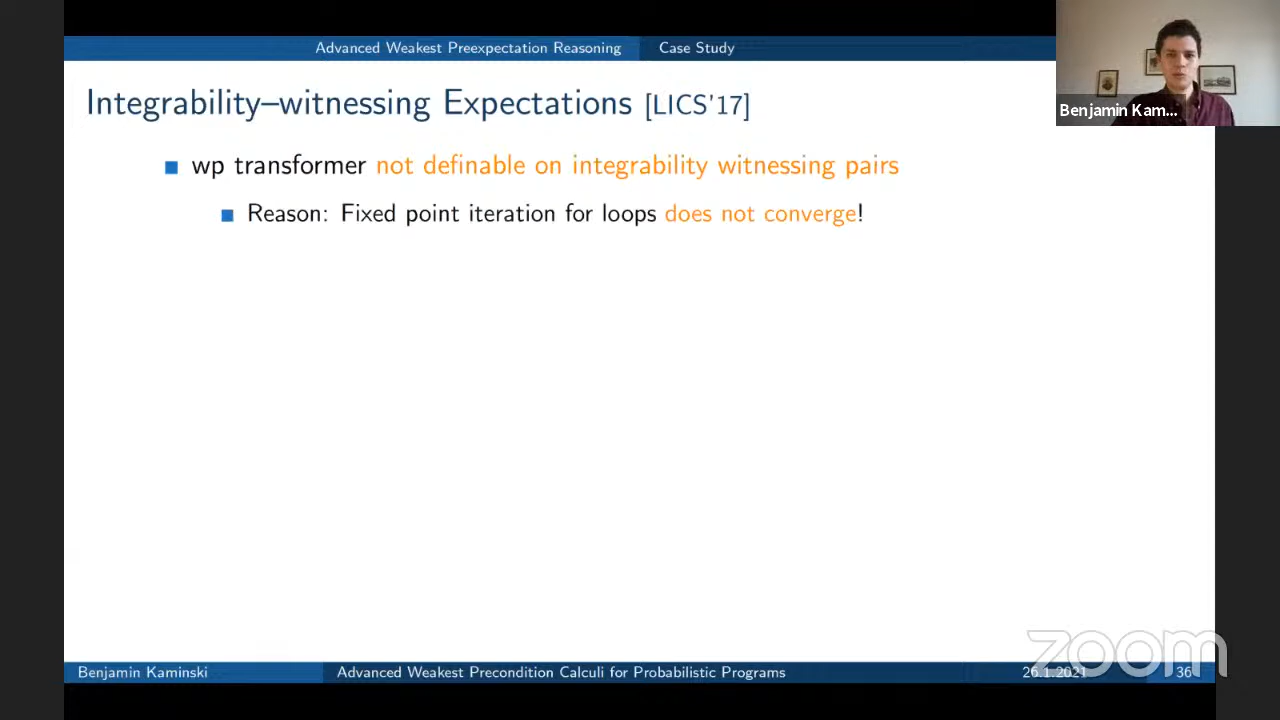 Advanced Weakest Preexpectation Reasoning Case Study
Benjamin Kam...
Integrability–witnessing Expectations [LICS'17]
wp transformer not definable on integrability witnessing pairs
Reason: Fixed point iteration for loops does not converge!
zoom
Benjamin Kaminski Advanced Weakest Precondition Calculi for Probabilistic Programs 26.1.2021 36